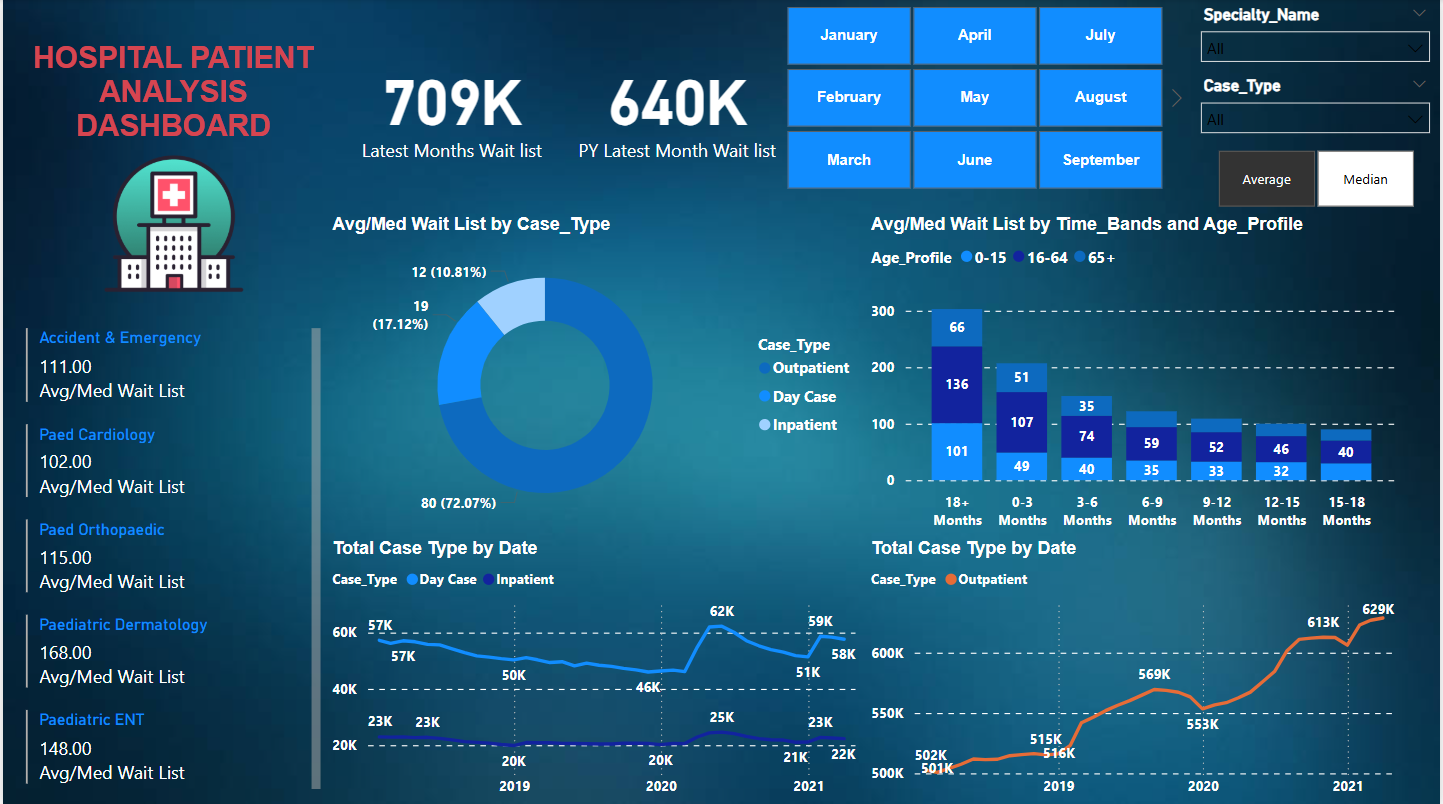 HOSPITAL PATIENT
ANALYSIS
DASHBOARD
709K
Latest Months Wait list
640K
PY Latest Month Wait list
January
April
July
February
May
August
March
June
September
Specialty_Name
All
Case_Type
All
Average
Median
Accident & Emergency
111.00
Avg/Med Wait List
Paed Cardiology
102.00
Avg/Med Wait List
Paed Orthopaedic
115.00
Avg/Med Wait List
Paediatric Dermatology
168.00
Avg/Med Wait List
Paediatric ENT
148.00
Avg/Med Wait List
Avg/Med Wait List by Case_Type
12 (10.81%)
19
(17.12%)
80 (72.07%)
Case_Type
Outpatient
Day Case
Inpatient
Avg/Med Wait List by Time_Bands and Age_Profile
Age_Profile 0-15 16-64 65+
300
200
100
0
66
136
101
51
107
49
35
74
40
59
35
52
33
46
32
40
18+
Months
0-3
Months
3-6
Months
6-9
Months
9-12
Months
12-15
Months
15-18
Months
Total Case Type by Date
Case_Type Day Case Inpatient
60K
40K
20K
57K
57K
50K
46K
62K
51K
59K
58K
23K
23K
20K
20K
25K
21K
23K
22K
2019
2020
2021
Total Case Type by Date
Case_Type Outpatient
600K
550K
500K
502K
501K
515K
516K
569K
553K
613K
629K
2019
2020
2021